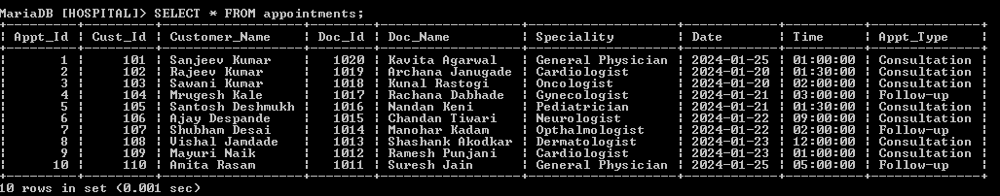 MariaDB [HOSPITAL]> SELECT * FROM appointments;
| Appt_Id | Cust_Id | Customer_Name | Doc_Id | Doc_Name | Speciality | Date | Time | Appt_Type |
| 1 | 101 | Sanjeev Kumar | 1020 | Kavita Agarwal | General Physician | 2024-01-25 | 01:00:00 | Consultation |
| 2 | 102 | Rajeev Kumar | 1019 | Archana Janugade | Cardiologist | 2024-01-20 | 01:30:00 | Consultation |
| 3 | 103 | Sawani Kumar | 1018 | Kunal Rastogi | Oncologist | 2024-01-20 | 02:00:00 | Consultation |
| 4 | 104 | Mrugesh Kale | 1017 | Rachana Dabhade | Gynecologist | 2024-01-21 | 03:00:00 | Follow-up |
| 5 | 105 | Santosh Deshmukh | 1016 | Nandan Keni | Pediatrician | 2024-01-21 | 01:30:00 | Consultation |
| 6 | 106 | Ajay Despande | 1015 | Chandan Tiwari | Neurologist | 2024-01-22 | 09:00:00 | Consultation |
| 7 | 107 | Shubham Desai | 1014 | Manohar Kadam | Opthalmologist | 2024-01-22 | 02:00:00 | Follow-up |
| 8 | 108 | Vishal Jamdade | 1013 | Shashank Akodkar | Dermatologist | 2024-01-23 | 12:00:00 | Consultation |
| 9 | 109 | Mayuri Naik | 1012 | Ramesh Punjani | Cardiologist | 2024-01-23 | 01:00:00 | Consultation |
| 10 | 110 | Amita Rasam | 1011 | Suresh Jain | General Physician | 2024-01-25 | 05:00:00 | Follow-up |
10 rows in set (0.001 sec)